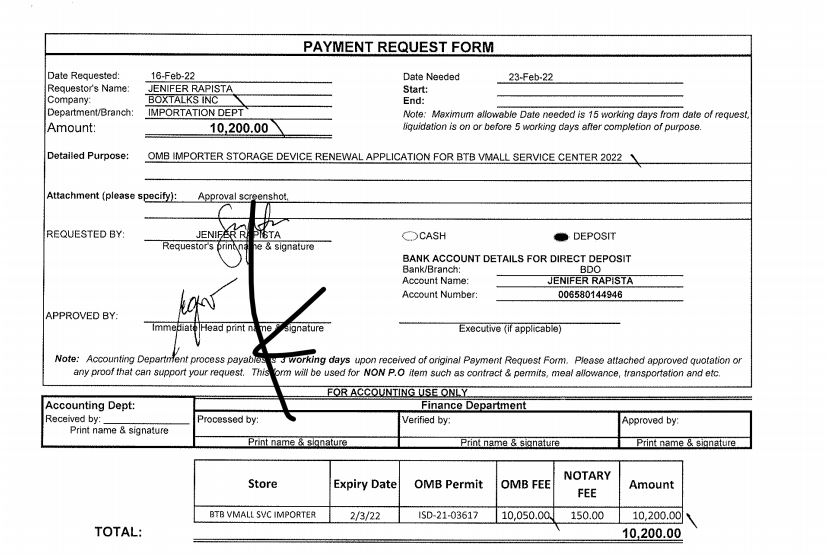 PAYMENT REQUEST FORM
Date Requested: 16-Feb-22 Date Needed 23-Feb-22
Requestor's Name: JENIFER RAPISTA Start:
Company: BOXTALKS INC End:
Department/Branch: IMPORTATION DEPT Note: Maximum allowable Date needed is 15 working days from date of request,
Amount: 10,200.00 liquidation is on or before 5 working days after completion of purpose.
Detailed Purpose: OMB IMPORTER STORAGE DEVICE RENEWAL APPLICATION FOR BTB VMALL SERVICE CENTER 2022
Attachment (please specify): Approval screenshot,
REQUESTED BY: JENIFER RAPISTA CASH DEPOSIT
Requestor's print name & signature
BANK ACCOUNT DETAILS FOR DIRECT DEPOSIT
Bank/Branch: BDO
Account Name: JENIFER RAPISTA
Account Number: 006580144946
APPROVED BY:
Immediate Head print name & signature Executive (if applicable)
Note: Accounting Department process payables 3 working days upon received of original Payment Request Form. Please attached approved quotation or
any proof that can support your request. This form will be used for NON P.O item such as contract & permits, meal allowance, transportation and etc.
FOR ACCOUNTING USE ONLY
Accounting Dept: Finance Department
Received by: Processed by: Verified by: Approved by:
Print name & signature
Print name & signature Print name & signature Print name & signature
Store Expiry Date OMB Permit OMB FEE NOTARY FEE Amount
BTB VMALL SVC IMPORTER 2/3/22 ISD-21-03617 10,050.00 150.00 10,200.00
TOTAL: 10,200.00